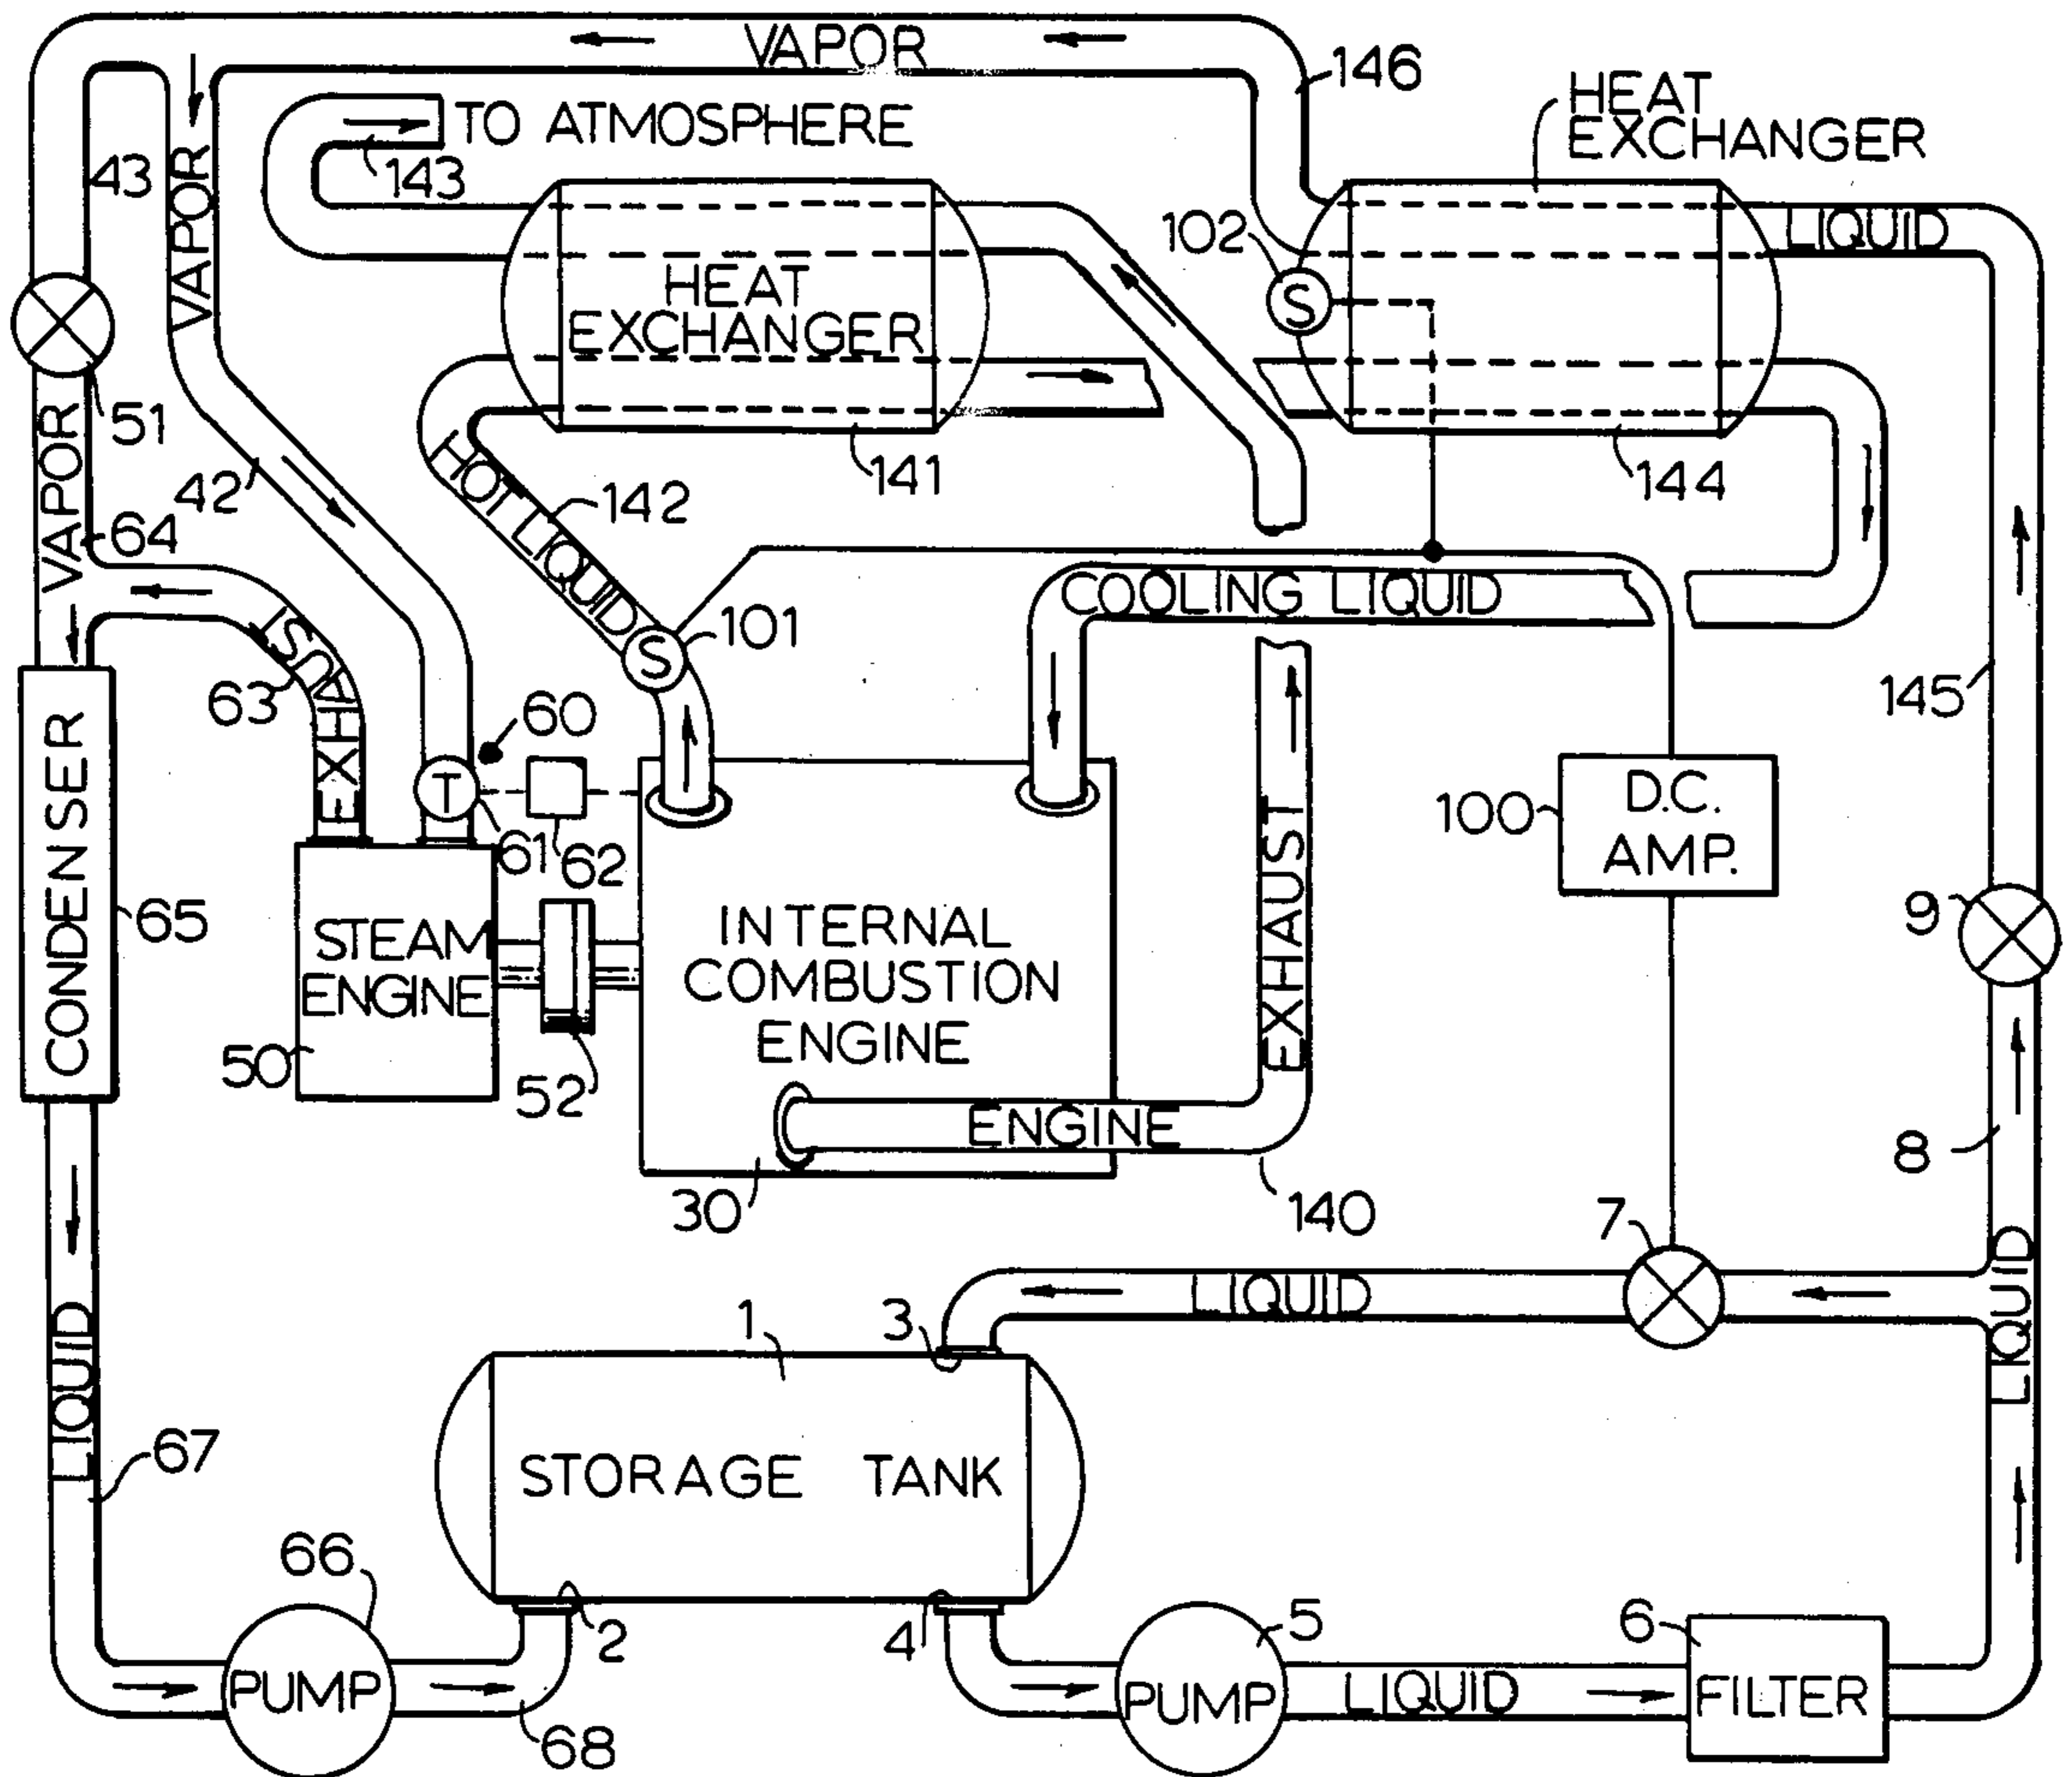 VAPOR
146
HEAT
EXCHANGER
TO ATMOSPHERE
43
VAPOR
143
102
LIQUID
S
HEAT
EXCHANGER
51
VAPOR
42
141
144
HOT LIQUID
142
64
COOLING LIQUID
101
S
EXHAUST
63
145
60
T
61
62
D.C.
AMP.
100
CONDENSER
65
STEAM
ENGINE
50
52
INTERNAL
COMBUSTION
ENGINE
EXHAUST
9
ENGINE
8
30
140
7
LIQUID
LIQUID
1
3
LIQUID
STORAGE TANK
67
66
2
4
5
6
PUMP
PUMP
LIQUID
FILTER
68